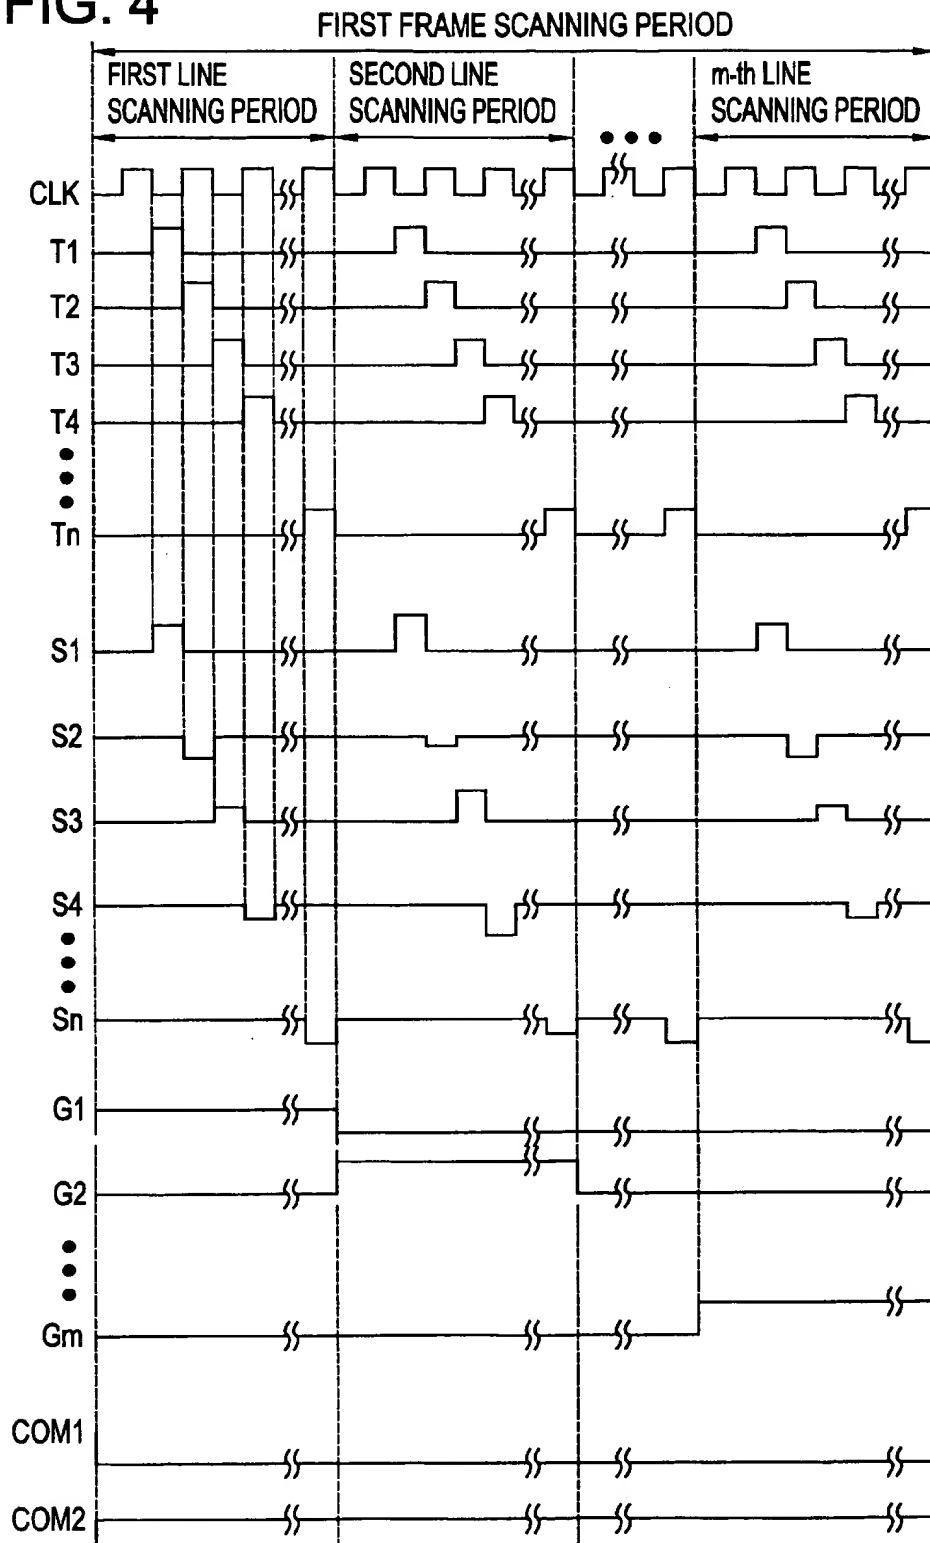 FIG. 4
FIRST FRAME SCANNING PERIOD
FIRST LINE
SCANNING PERIOD
SECOND LINE
SCANNING PERIOD
m-th LINE
SCANNING PERIOD
CLK
T1
T2
T3
T4
Tn
S1
S2
S3
S4
Sn
G1
G2
Gm
COM1
COM2